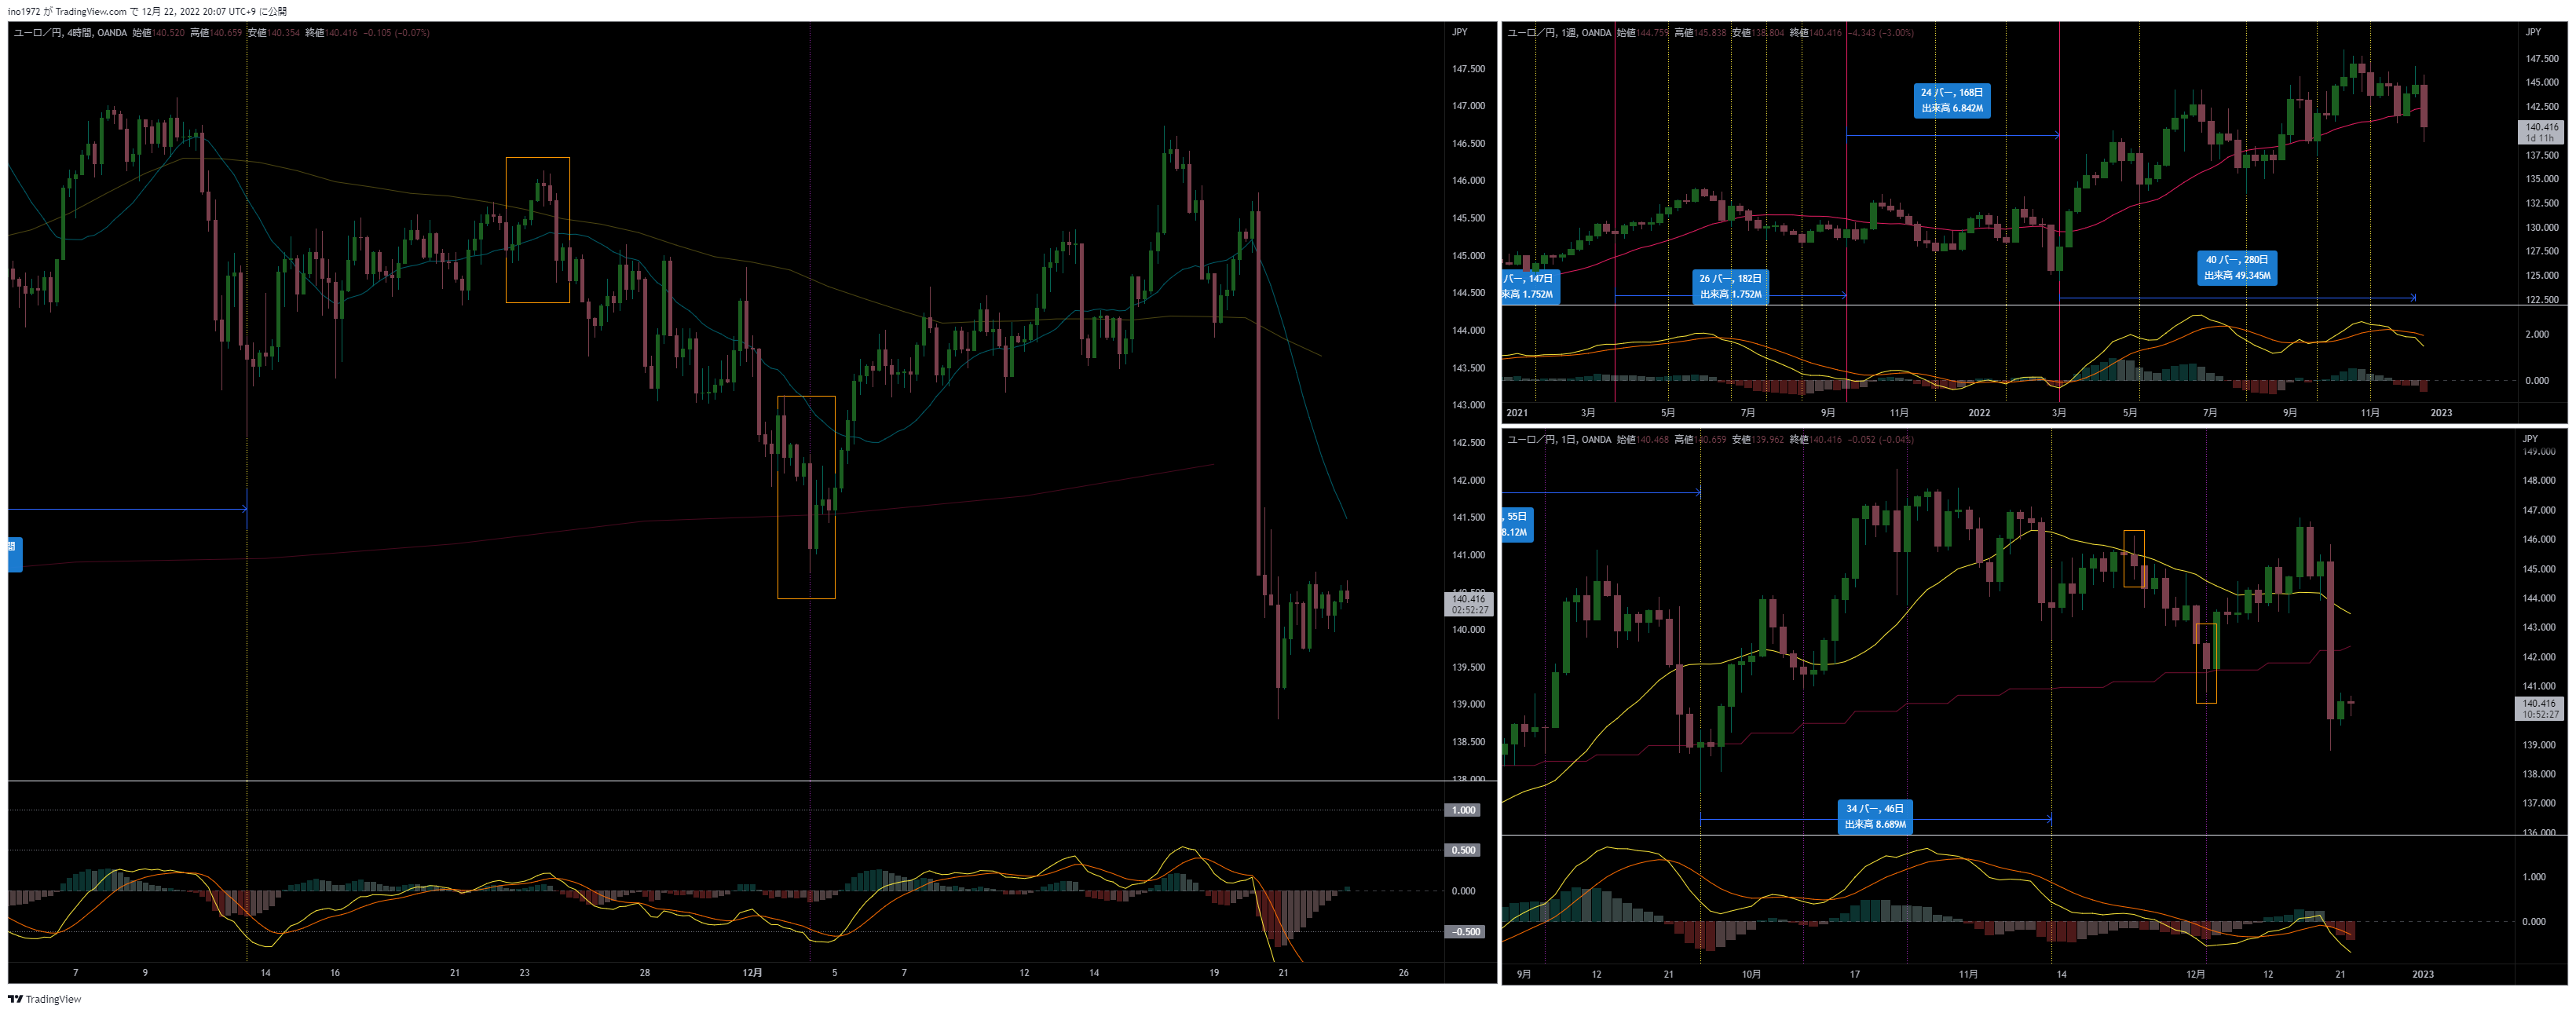 ino1972 が TradingView.com で 12月 22, 2022 20:07 UTC+9 に公開
ユーロ／円, 4時間, OANDA 始値140.520 高値140.659 安値140.354 終値140.416 −0.105 (−0.07%)
JPY
147.500
147.000
146.500
146.000
145.500
145.000
144.500
144.000
143.500
143.000
142.500
142.000
141.500
141.000
140.500
140.416
02:52:27
140.000
139.500
139.000
138.500
138.000
間
1.000
0.500
0.000
−0.500
7 9 14 16 21 23 28 12月 5 7 12 14 19 21 26
ユーロ／円, 1週, OANDA 始値144.759 高値145.838 安値138.804 終値140.416 −4.343 (−3.00%)
JPY
147.500
145.000
142.500
140.416
1d 11h
137.500
135.000
132.500
130.000
127.500
125.000
122.500
24 バー, 168日
出来高 6.842M
40 バー, 280日
出来高 49.345M
バー, 147日
来高 1.752M
26 バー, 182日
出来高 1.752M
2.000
0.000
2021 3月 5月 7月 9月 11月 2022 3月 5月 7月 9月 11月 2023
ユーロ／円, 1日, OANDA 始値140.468 高値140.659 安値139.962 終値140.416 −0.052 (−0.04%)
JPY
149.000
148.000
147.000
146.000
145.000
144.000
143.000
142.000
141.000
140.416
10:52:27
139.000
138.000
137.000
136.000
, 55日
8.12M
34 バー, 46日
出来高 8.689M
1.000
0.000
9月 12 21 10月 17 11月 14 12月 12 21 2023
TradingView